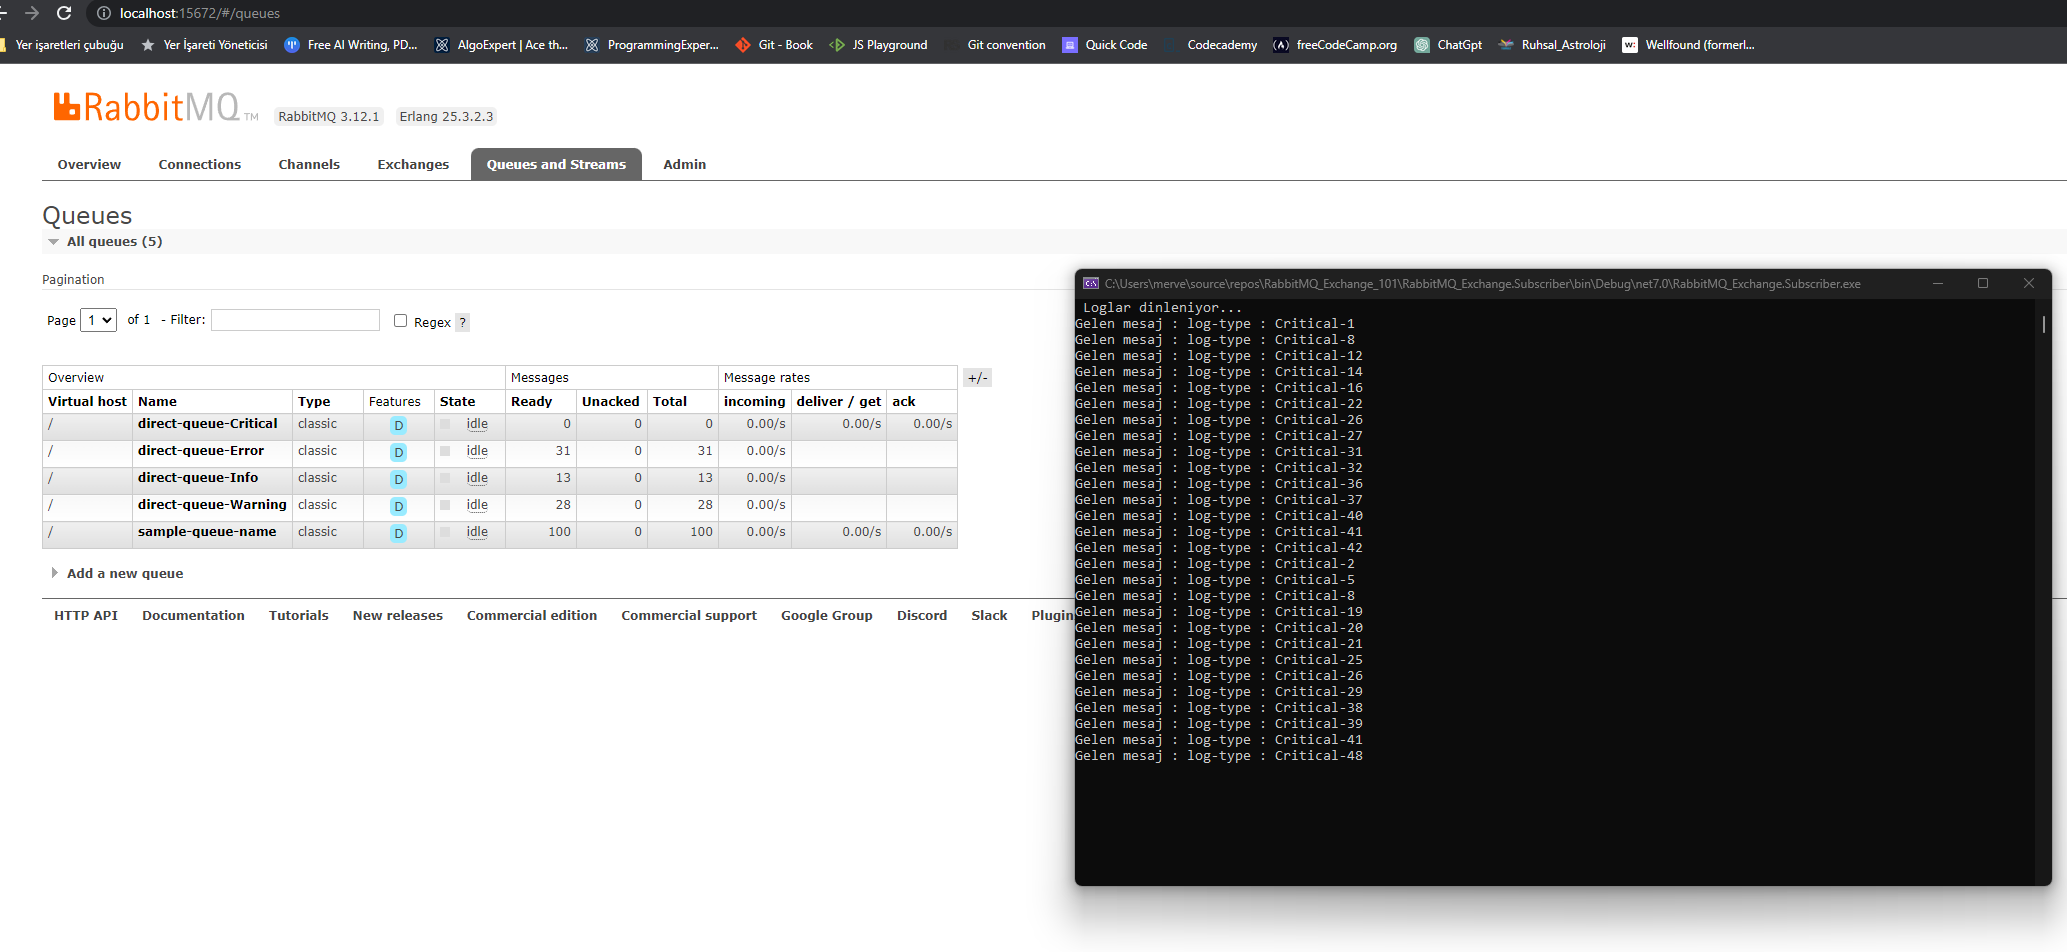 localhost:15672/#/queues
Yer işaretleri çubuğu Yer İşareti Yöneticisi Free AI Writing, PD... AlgoExpert | Ace th... ProgrammingExper... Git - Book JS Playground Git convention Quick Code Codecademy freeCodeCamp.org ChatGpt Ruhsal_Astroloji Wellfound (formerl...
RabbitMQ TM RabbitMQ 3.12.1 Erlang 25.3.2.3
Overview Connections Channels Exchanges Queues and Streams Admin
Queues
All queues (5)
Pagination
Page 1 of 1 - Filter: Regex ?
Overview Messages Message rates +/-
Virtual host Name Type Features State Ready Unacked Total incoming deliver / get ack
/ direct-queue-Critical classic D idle 0 0 0 0.00/s 0.00/s 0.00/s
/ direct-queue-Error classic D idle 31 0 31 0.00/s
/ direct-queue-Info classic D idle 13 0 13 0.00/s
/ direct-queue-Warning classic D idle 28 0 28 0.00/s
/ sample-queue-name classic D idle 100 0 100 0.00/s 0.00/s 0.00/s
Add a new queue
HTTP API Documentation Tutorials New releases Commercial edition Commercial support Google Group Discord Slack Plugin
C:\Users\merve\source\repos\RabbitMQ_Exchange_101\RabbitMQ_Exchange.Subscriber\bin\Debug\net7.0\RabbitMQ_Exchange.Subscriber.exe
Loglar dinleniyor...
Gelen mesaj : log-type : Critical-1
Gelen mesaj : log-type : Critical-8
Gelen mesaj : log-type : Critical-12
Gelen mesaj : log-type : Critical-14
Gelen mesaj : log-type : Critical-16
Gelen mesaj : log-type : Critical-22
Gelen mesaj : log-type : Critical-26
Gelen mesaj : log-type : Critical-27
Gelen mesaj : log-type : Critical-31
Gelen mesaj : log-type : Critical-32
Gelen mesaj : log-type : Critical-36
Gelen mesaj : log-type : Critical-37
Gelen mesaj : log-type : Critical-40
Gelen mesaj : log-type : Critical-41
Gelen mesaj : log-type : Critical-42
Gelen mesaj : log-type : Critical-2
Gelen mesaj : log-type : Critical-5
Gelen mesaj : log-type : Critical-8
Gelen mesaj : log-type : Critical-19
Gelen mesaj : log-type : Critical-20
Gelen mesaj : log-type : Critical-21
Gelen mesaj : log-type : Critical-25
Gelen mesaj : log-type : Critical-26
Gelen mesaj : log-type : Critical-29
Gelen mesaj : log-type : Critical-38
Gelen mesaj : log-type : Critical-39
Gelen mesaj : log-type : Critical-41
Gelen mesaj : log-type : Critical-48